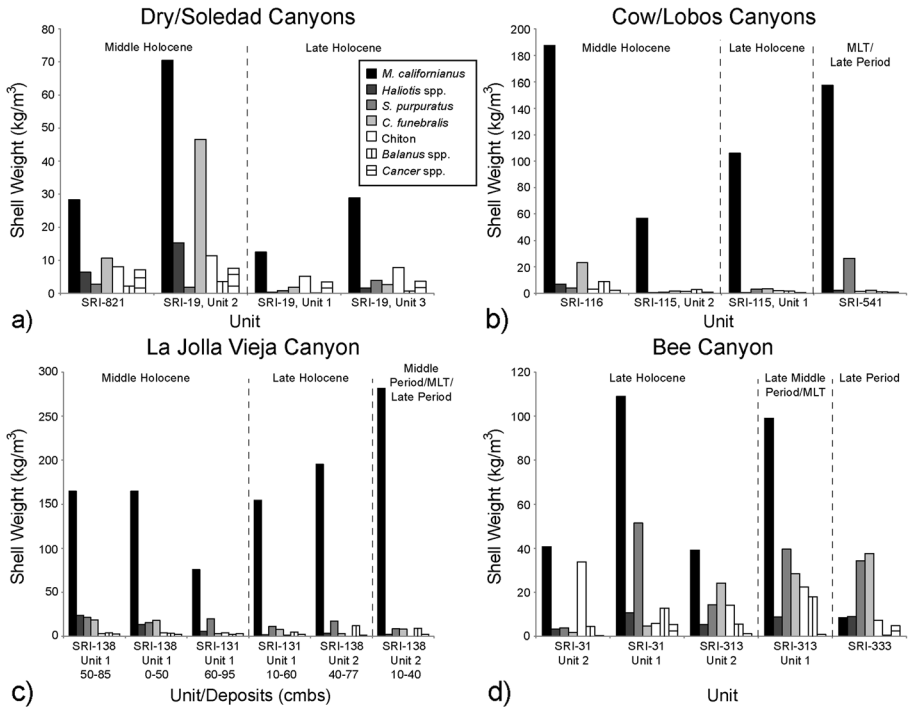 Dry/Soledad Canyons
Middle Holocene
Late Holocene
Shell Weight (kg/m³)
80
70
60
50
40
30
20
10
0
M. californianus
Haliotis spp.
S. purpuratus
C. funebralis
Chiton
Balanus spp.
Cancer spp.
SRI-821
SRI-19, Unit 2
SRI-19, Unit 1
SRI-19, Unit 3
a)
Unit
Cow/Lobos Canyons
Middle Holocene
Late Holocene
MLT/
Late Period
Shell Weight (kg/m³)
200
180
160
140
120
100
80
60
40
20
0
SRI-116
SRI-115, Unit 2
SRI-115, Unit 1
SRI-541
b)
Unit
La Jolla Vieja Canyon
Middle Holocene
Late Holocene
Middle
Period/MLT/
Late Period
Shell Weight (kg/m³)
300
250
200
150
100
50
0
SRI-138
Unit 1
50-85
SRI-138
Unit 1
0-50
SRI-131
Unit 1
60-95
SRI-131
Unit 1
10-60
SRI-138
Unit 2
40-77
SRI-138
Unit 2
10-40
c)
Unit/Deposits (cmbs)
Bee Canyon
Late Holocene
Late Middle
Period/MLT
Late Period
Shell Weight (kg/m³)
120
100
80
60
40
20
0
SRI-31
Unit 2
SRI-31
Unit 1
SRI-313
Unit 2
SRI-313
Unit 1
SRI-333
d)
Unit